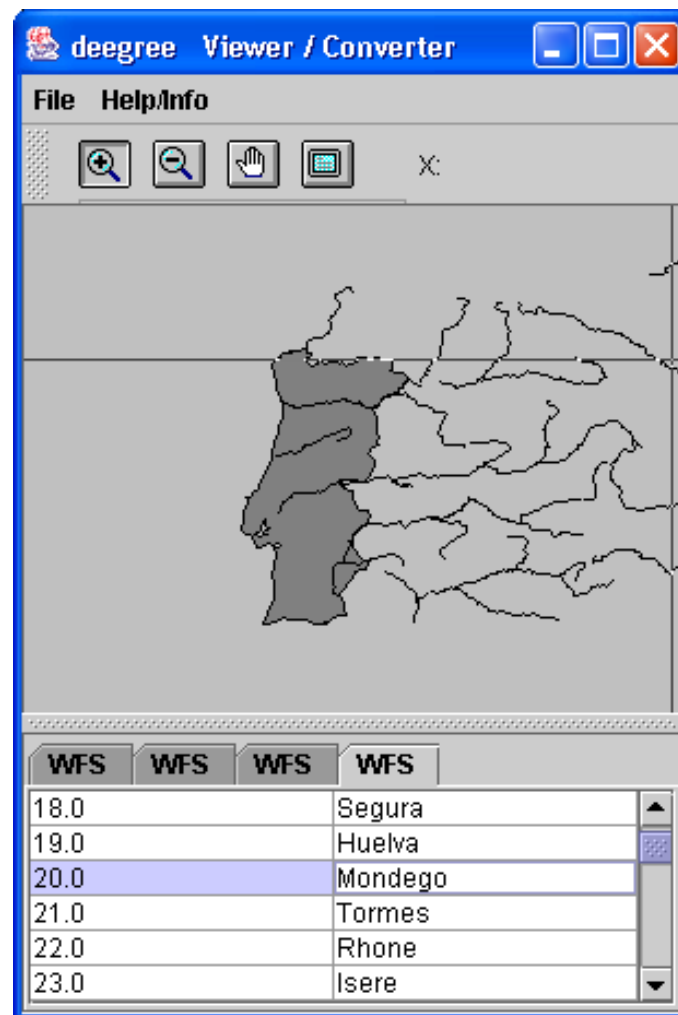 deegree Viewer / Converter
File Help/Info
X:
WFS WFS WFS WFS
18.0 Segura
19.0 Huelva
20.0 Mondego
21.0 Tormes
22.0 Rhone
23.0 Isere